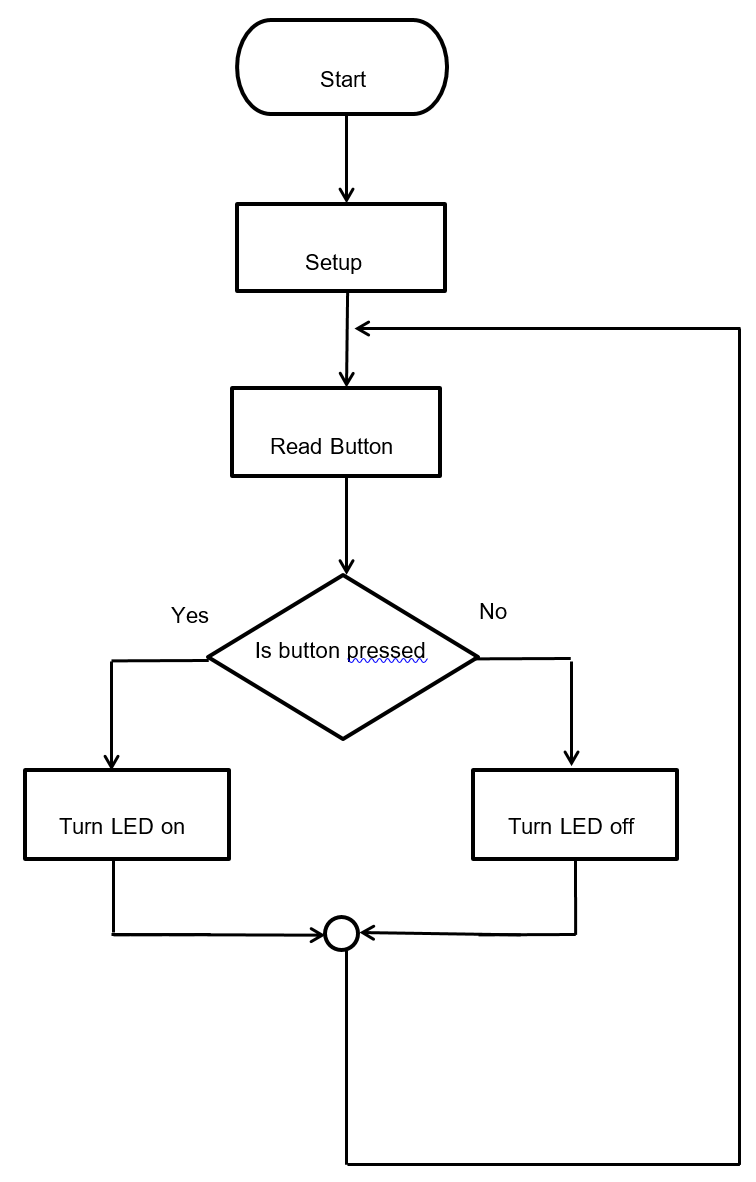 Start
Setup
Read Button
Yes
No
Is button pressed
Turn LED on
Turn LED off